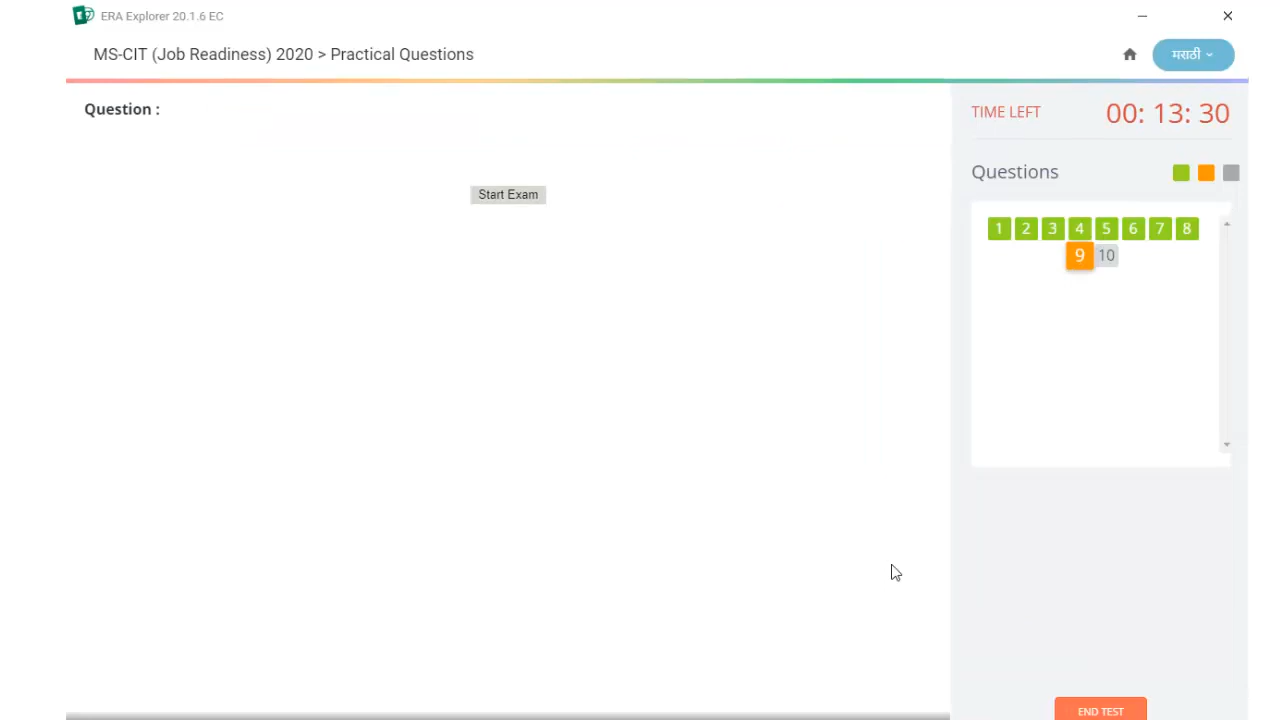 ERA Explorer 20.1.6 EC
MS-CIT (Job Readiness) 2020 > Practical Questions
मराठी
Question :
Start Exam
TIME LEFT
00: 13: 30
Questions
1 2 3 4 5 6 7 8
9 10
END TEST